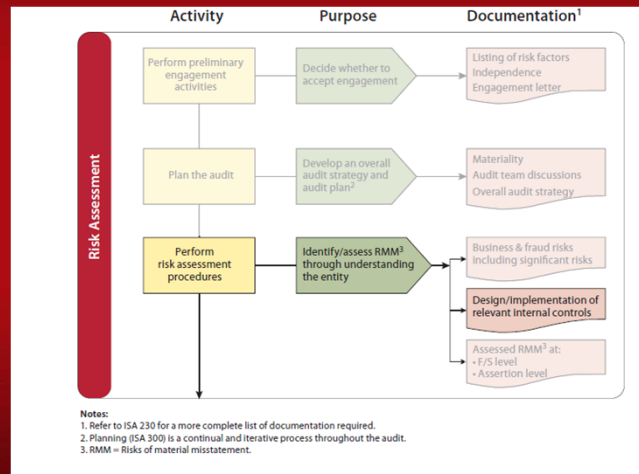 Activity
Purpose
Documentation1
Risk Assessment
Perform preliminary
engagement
activities
Decide whether to
accept engagement
Listing of risk factors
Independence
Engagement letter
Plan the audit
Develop an overall
audit strategy and
audit plan2
Materiality
Audit team discussions
Overall audit strategy
Perform
risk assessment
procedures
Identify/assess RMM3
through understanding
the entity
Business & fraud risks
including significant risks
Design/implementation of
relevant internal controls
Assessed RMM3 at:
• F/S level
• Assertion level
Notes:
1. Refer to ISA 230 for a more complete list of documentation required.
2. Planning (ISA 300) is a continual and iterative process throughout the audit.
3. RMM = Risks of material misstatement.